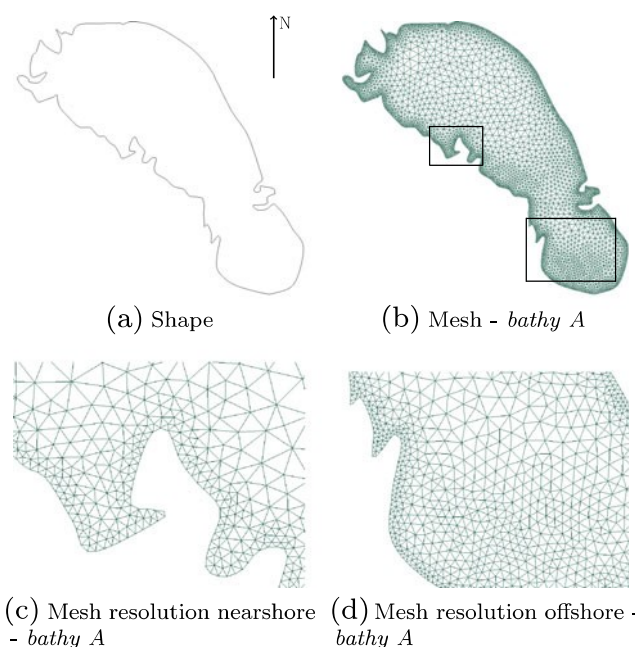 N
(a) Shape
(b) Mesh - bathy A
(c) Mesh resolution nearshore
- bathy A
(d) Mesh resolution offshore -
bathy A